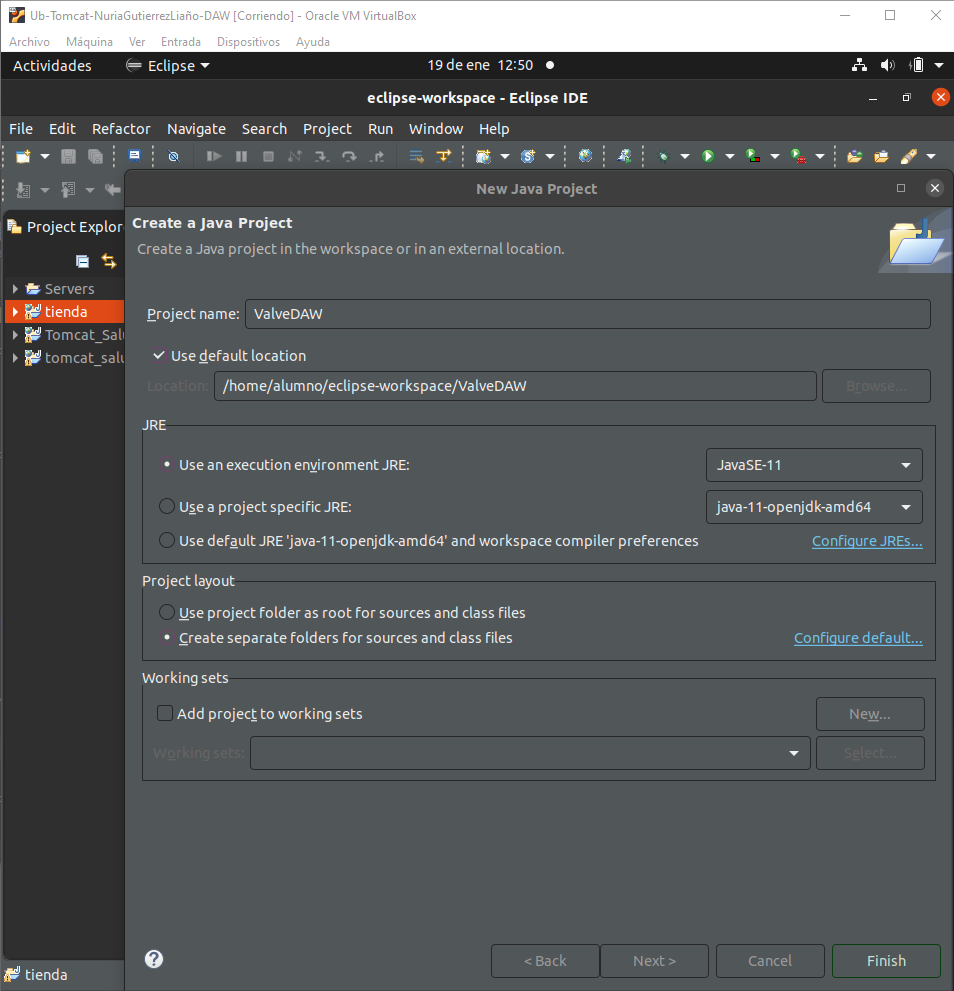 Ub-Tomcat-NuriaGutierrezLiaño-DAW [Corriendo] - Oracle VM VirtualBox
Archivo Máquina Ver Entrada Dispositivos Ayuda
Actividades Eclipse 19 de ene 12:50
eclipse-workspace - Eclipse IDE
File Edit Refactor Navigate Search Project Run Window Help
New Java Project
Project Explor
Create a Java Project
Create a Java project in the workspace or in an external location.
Servers
tienda
Tomcat_Salu
tomcat_salu
Project name: ValveDAW
Use default location
Location: /home/alumno/eclipse-workspace/ValveDAW Browse...
JRE
Use an execution environment JRE: JavaSE-11
Use a project specific JRE: java-11-openjdk-amd64
Use default JRE 'java-11-openjdk-amd64' and workspace compiler preferences Configure JREs...
Project layout
Use project folder as root for sources and class files
Create separate folders for sources and class files Configure default...
Working sets
Add project to working sets New...
Working sets: Select...
? < Back Next > Cancel Finish
tienda